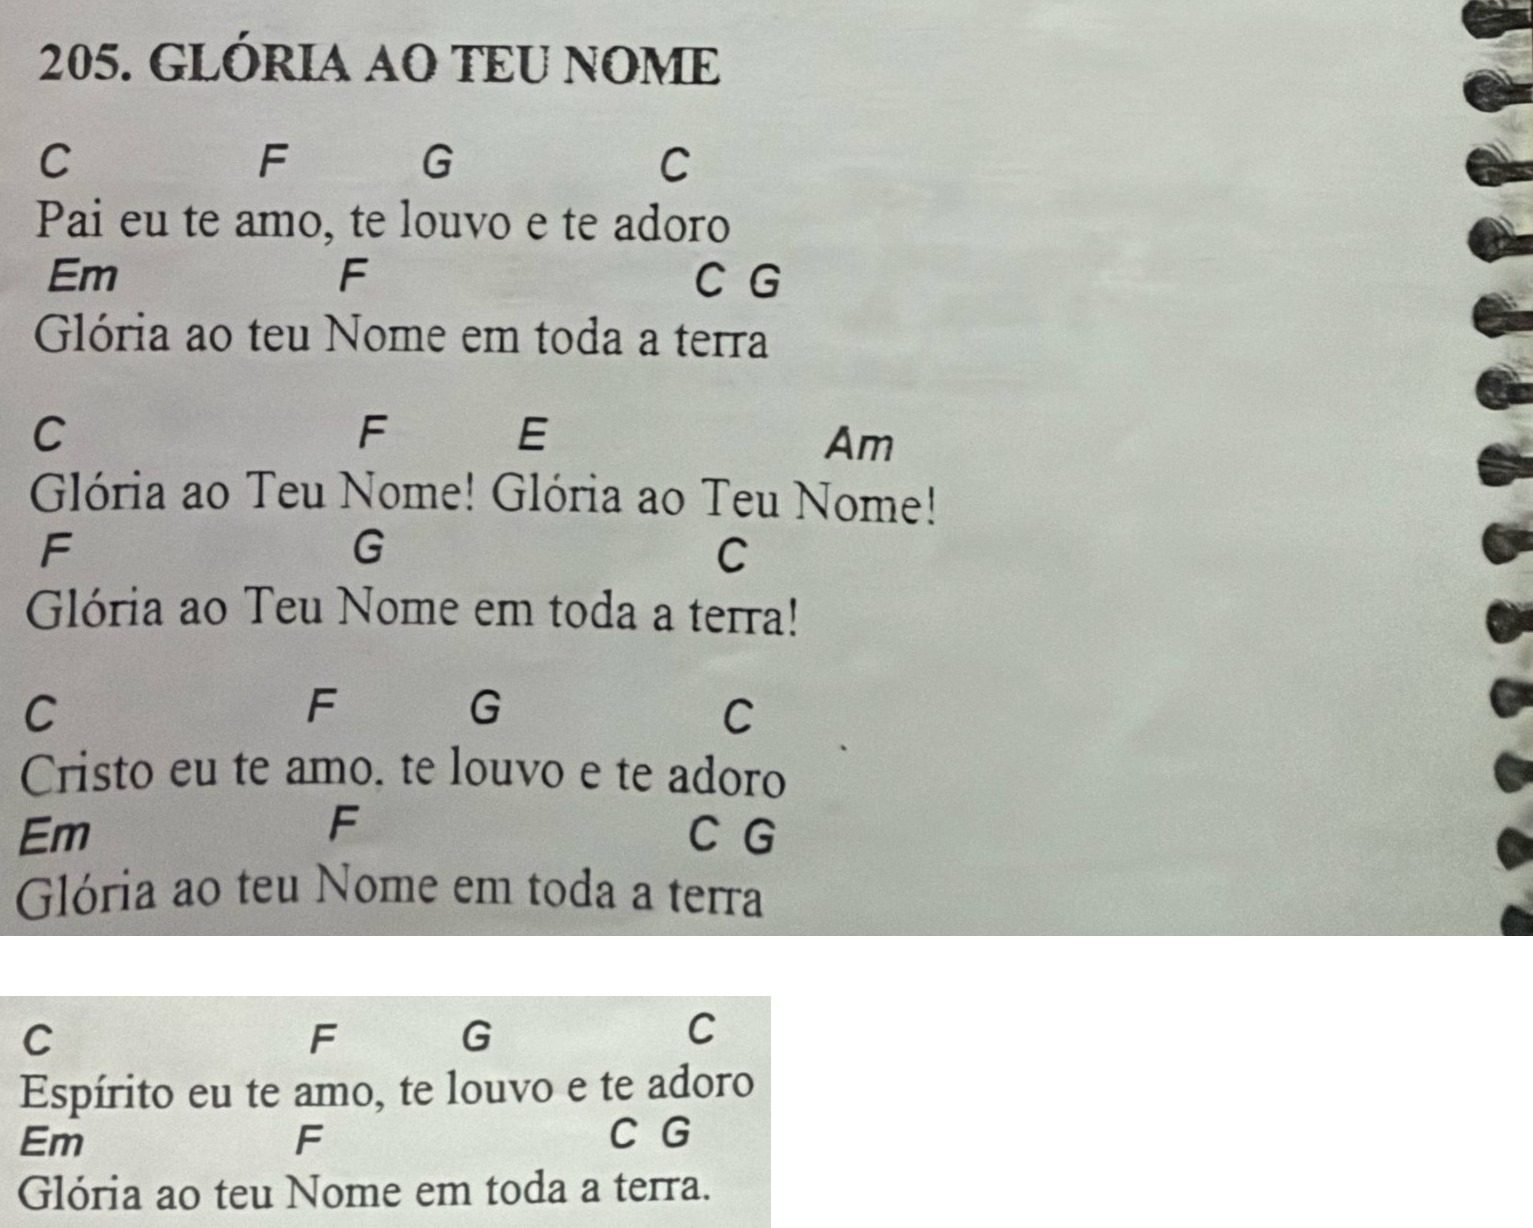 205. GLÓRIA AO TEU NOME
C F G C
Pai eu te amo, te louvo e te adoro
Em F C G
Glória ao teu Nome em toda a terra
C F E Am
Glória ao Teu Nome! Glória ao Teu Nome!
F G C
Glória ao Teu Nome em toda a terra!
C F G C
Cristo eu te amo. te louvo e te adoro
Em F C G
Glória ao teu Nome em toda a terra
C F G C
Espírito eu te amo, te louvo e te adoro
Em F C G
Glória ao teu Nome em toda a terra.